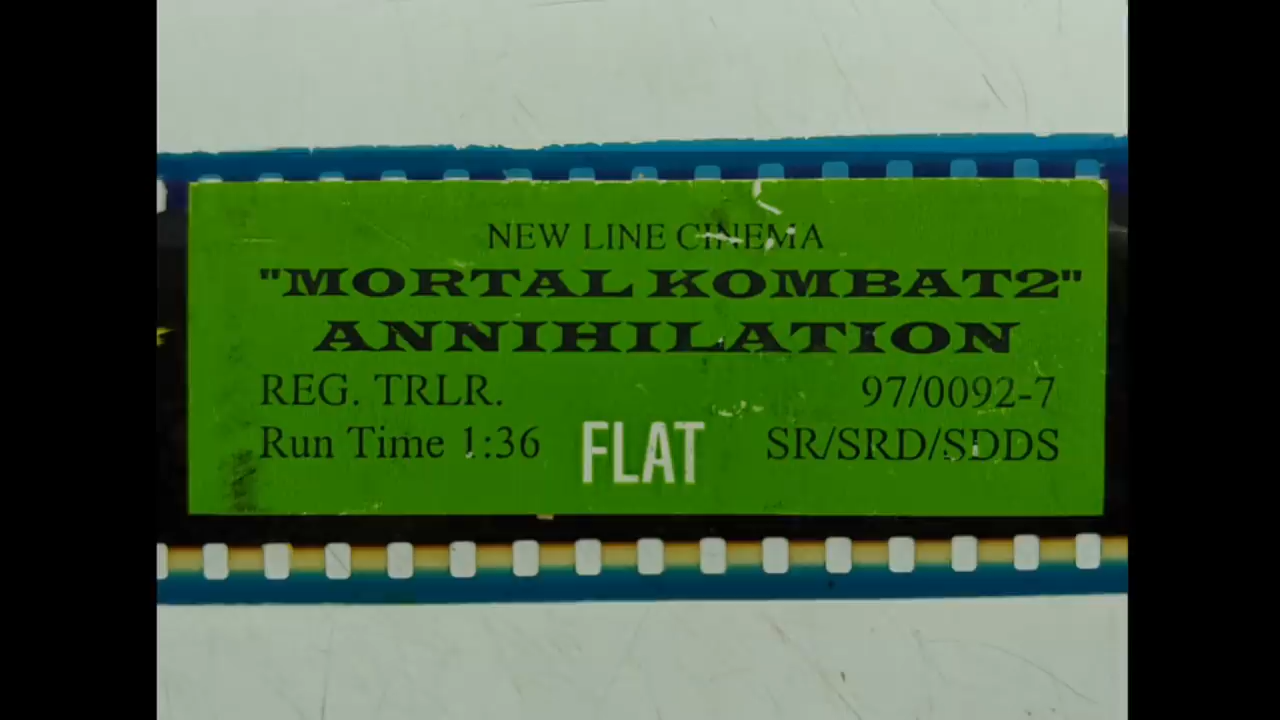 NEW LINE CINEMA
"MORTAL KOMBAT2"
ANNIHILATION
REG. TRLR. 97/0092-7
Run Time 1:36 FLAT SR/SRD/SDDS